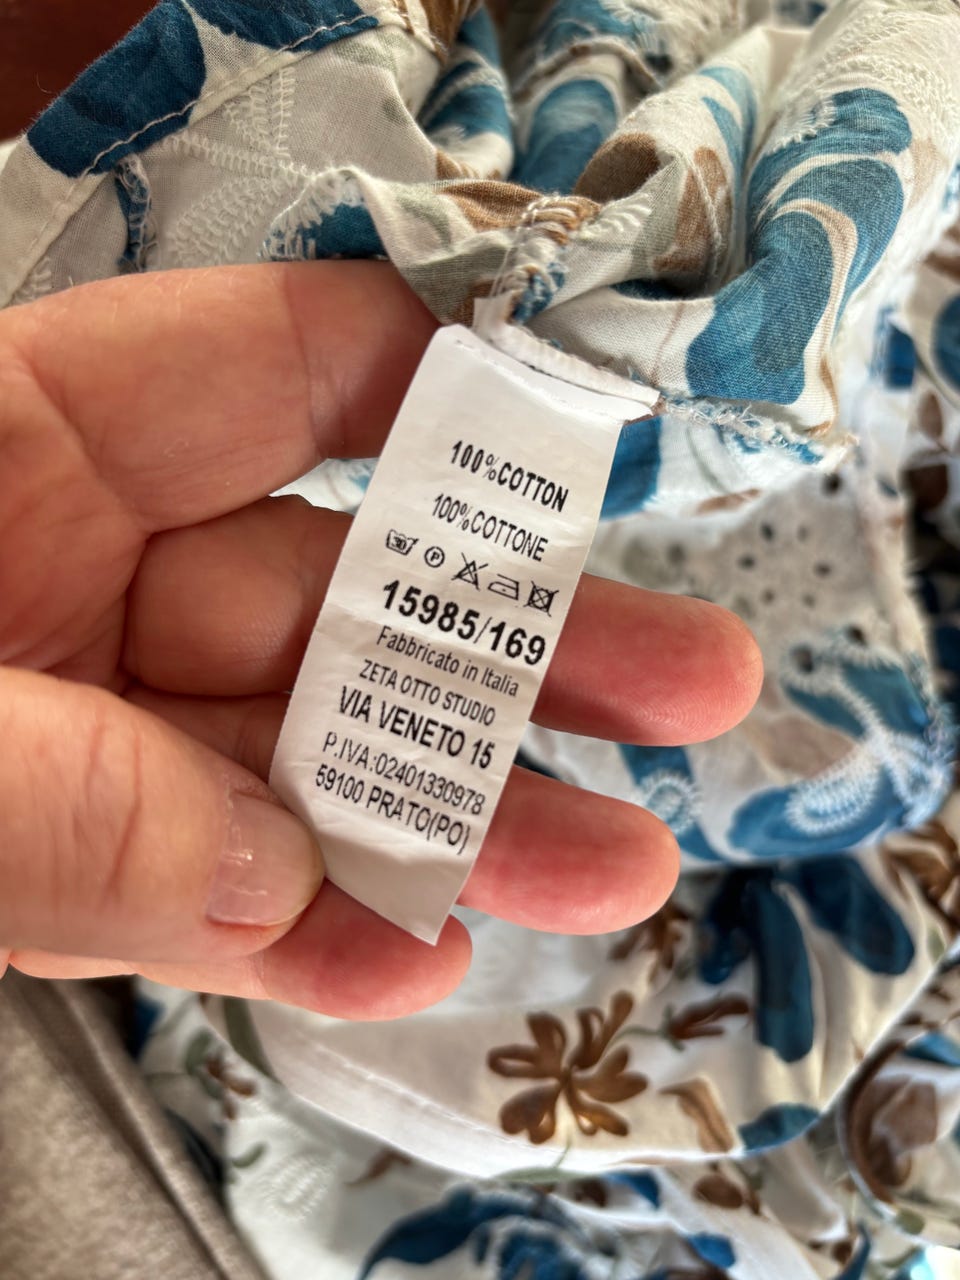 100%COTTON
100%COTTONE
30 P
15985/169
Fabbricato in Italia
ZETA OTTO STUDIO
VIA VENETO 15
P.IVA:02401330978
59100 PRATO(PO)